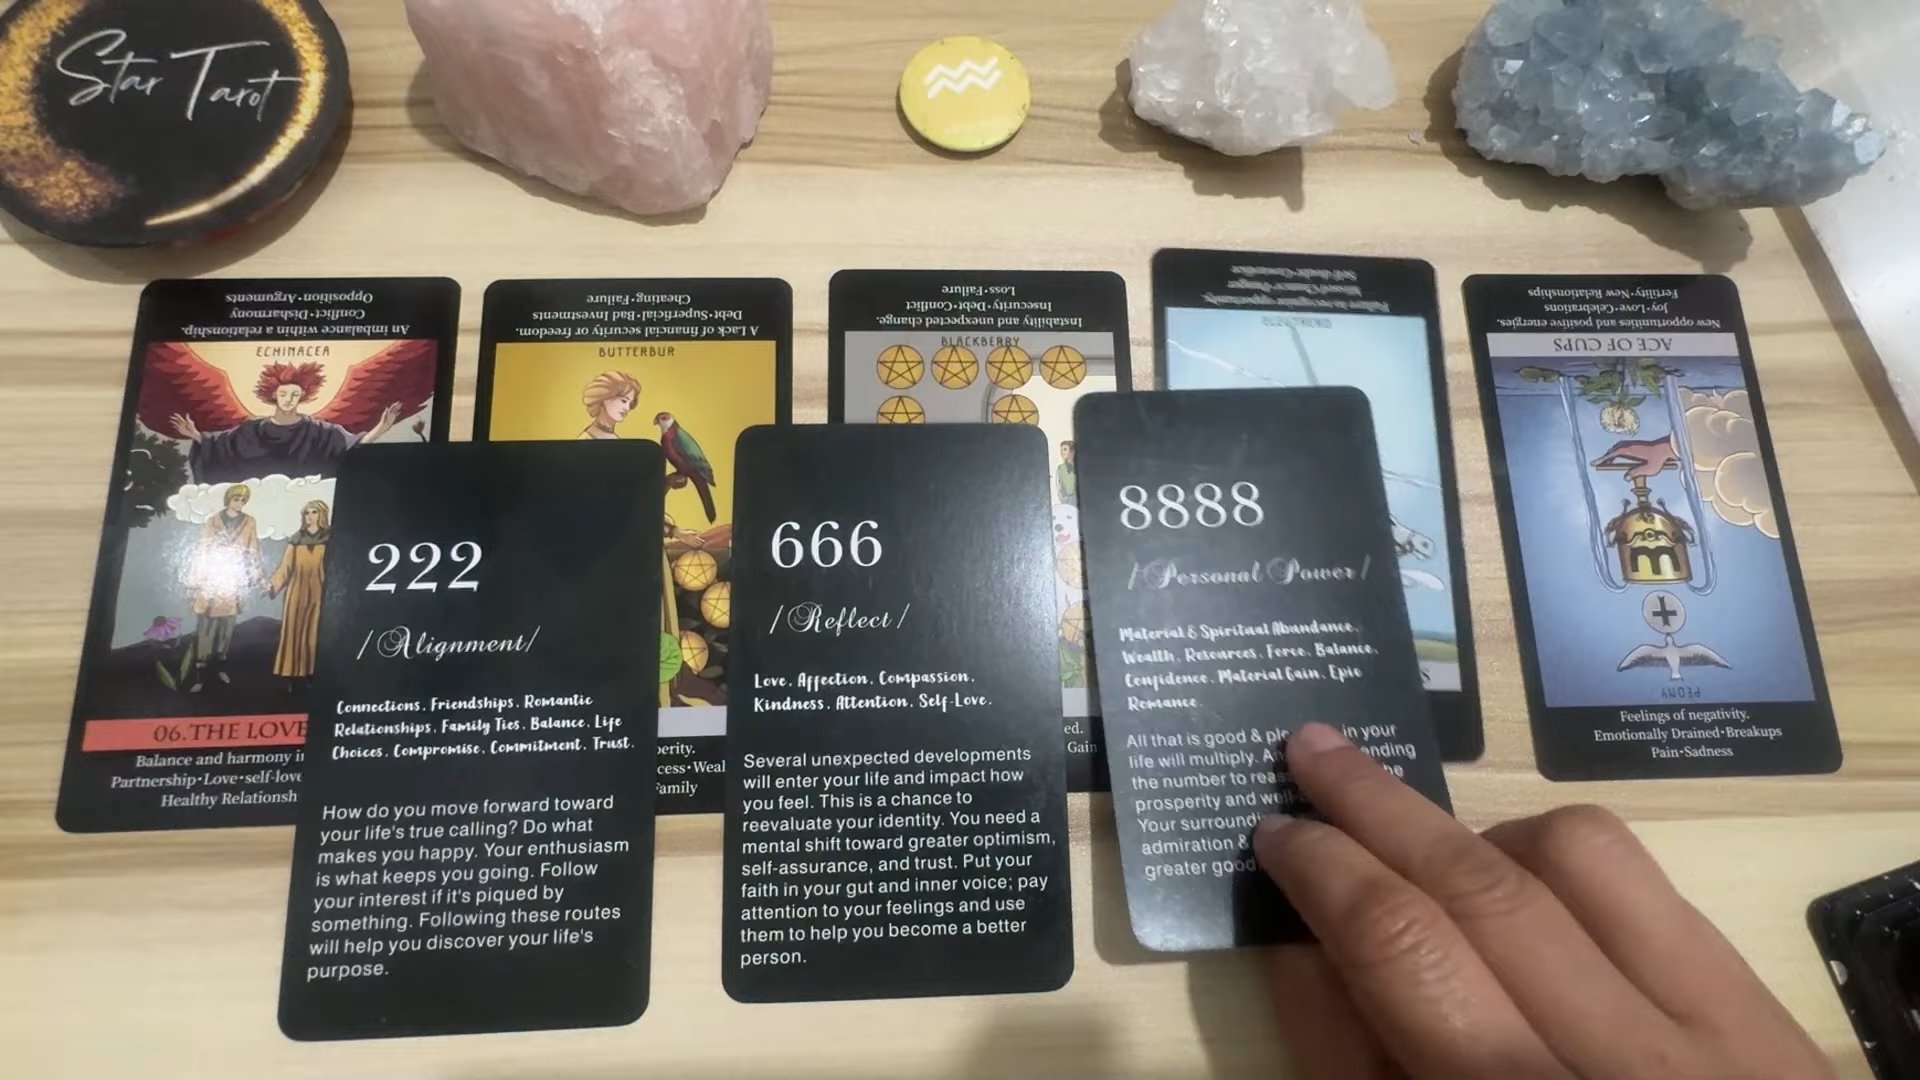 Star Tarot
An imbalance within a relationship.
Conflict•Disharmony
Opposition•Arguments
ECHINACEA
06.THE LOVE
Balance and harmony in
Partnership•Love•self-love
Healthy Relationsh
A Lack of financial security or freedom.
Debt•Superficial•Bad Investments
Cheating•Failure
BUTTERBUR
perity.
cess•Weal
Family
Instability and unexpected change.
Insecurity•Debt•Conflict
Loss•Failure
BLACKBERRY
ed.
Gain
S
New opportunities and positive energies.
Joy•Love•Celebrations
Fertility•New Relationships
ACE OF CUPS
PEONY
Feelings of negativity.
Emotionally Drained•Breakups
Pain•Sadness
222
/Alignment/
Connections. Friendships. Romantic
Relationships. Family Ties. Balance. Life
Choices. Compromise. Commitment. Trust.
How do you move forward toward
your life's true calling? Do what
makes you happy. Your enthusiasm
is what keeps you going. Follow
your interest if it's piqued by
something. Following these routes
will help you discover your life's
purpose.
666
/Reflect/
Love. Affection. Compassion.
Kindness. Attention. Self-Love.
Several unexpected developments
will enter your life and impact how
you feel. This is a chance to
reevaluate your identity. You need a
mental shift toward greater optimism,
self-assurance, and trust. Put your
faith in your gut and inner voice; pay
attention to your feelings and use
them to help you become a better
person.
8888
/Personal Power/
Material & Spiritual Abundance.
Wealth. Resources. Force. Balance.
Confidence. Material Gain. Epic
Romance.
All that is good & ple in your
life will multiply. An ending
the number to reas he
prosperity and well-
Your surroundi
admiration &
greater good